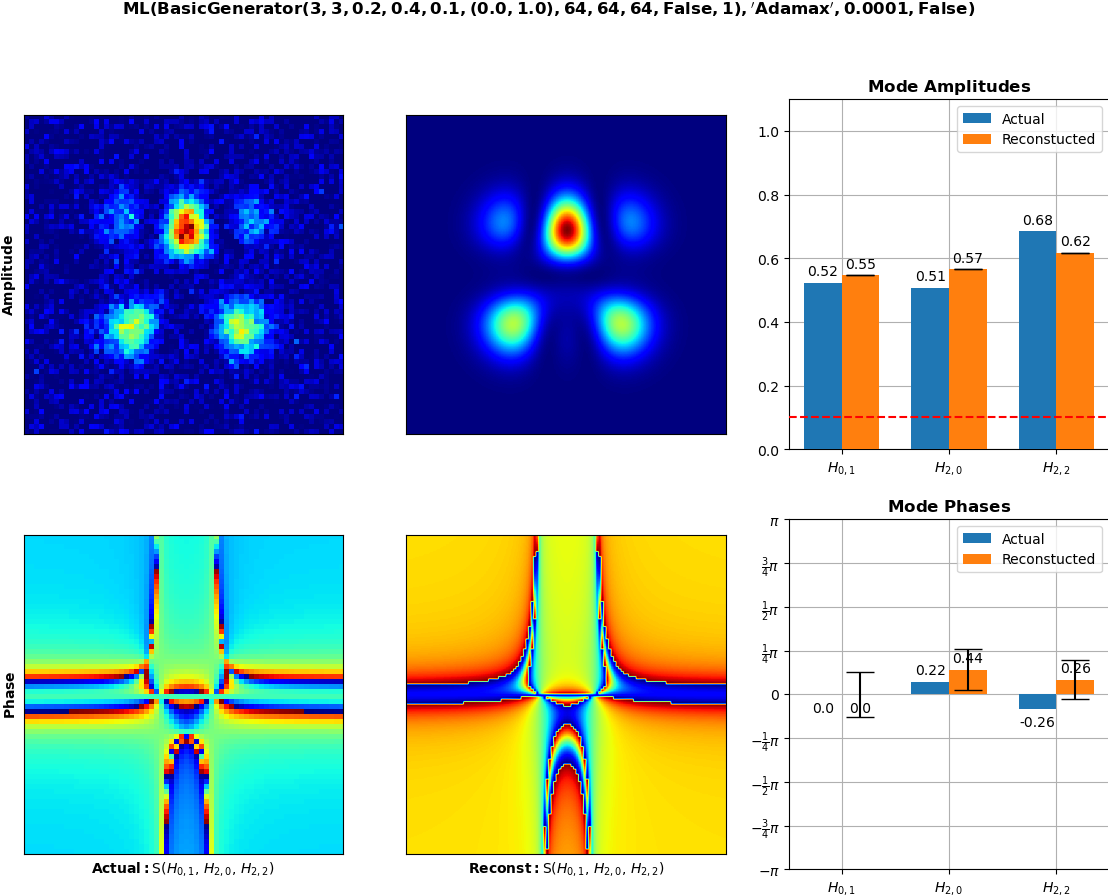 ML(BasicGenerator(3, 3, 0.2, 0.4, 0.1, (0.0, 1.0), 64, 64, 64, False, 1), ′Adamax′, 0.0001, False)
Amplitude
Mode Amplitudes
Actual
Reconstucted
1.0
0.8
0.6
0.4
0.2
0.0
0.52
0.55
0.51
0.57
0.68
0.62
H0, 1
H2, 0
H2, 2
Phase
Actual: S(H0, 1, H2, 0, H2, 2)
Reconst: S(H0, 1, H2, 0, H2, 2)
Mode Phases
Actual
Reconstucted
π
3/4π
1/2π
1/4π
0
−1/4π
−1/2π
−3/4π
−π
0.0
0.0
0.22
0.44
-0.26
0.26
H0, 1
H2, 0
H2, 2